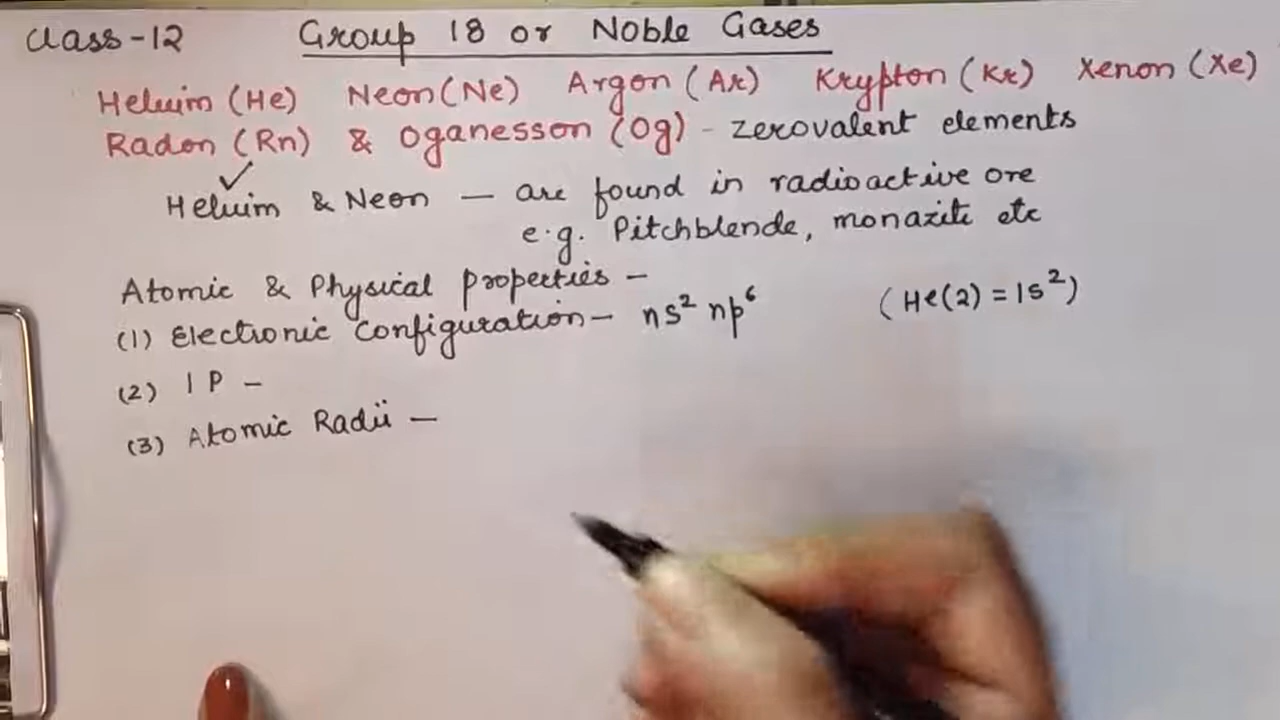 Class-12 Group 18 or Noble Gases
Heluim (He) Neon (Ne) Argon (Ar) Krypton (Kr) Xenon (Xe)
Radon (Rn) & Oganesson (Og) - zerovalent elements
Heluim & Neon — are found in radioactive ore
e.g. Pitchblende, monazite etc
Atomic & Physical properties —
(1) Electronic Configuration — ns² np⁶ (He(2) = 1s²)
(2) I P —
(3) Atomic Radii —